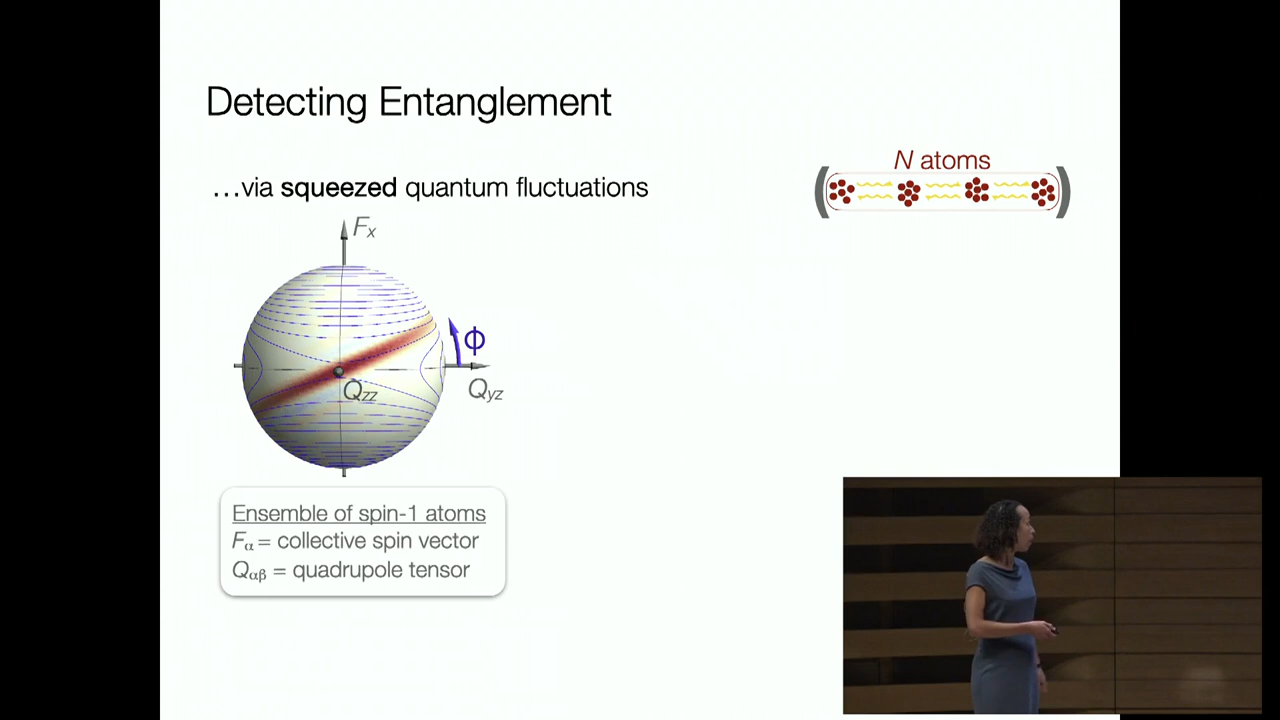 Detecting Entanglement
N atoms
…via squeezed quantum fluctuations
Fx
ϕ
Qzz
Qyz
Ensemble of spin-1 atoms
Fα = collective spin vector
Qαβ = quadrupole tensor